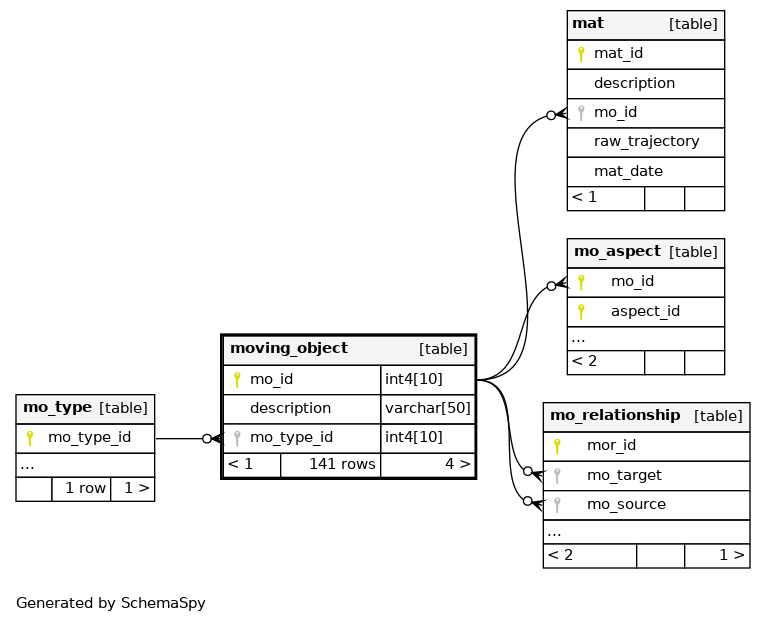 mat [table]
mat_id
description
mo_id
raw_trajectory
mat_date
< 1
mo_aspect [table]
mo_id
aspect_id
...
< 2
moving_object [table]
mo_id int4[10]
description varchar[50]
mo_type_id int4[10]
< 1 141 rows 4 >
mo_type [table]
mo_type_id
...
1 row 1 >
mo_relationship [table]
mor_id
mo_target
mo_source
...
< 2 1 >
Generated by SchemaSpy